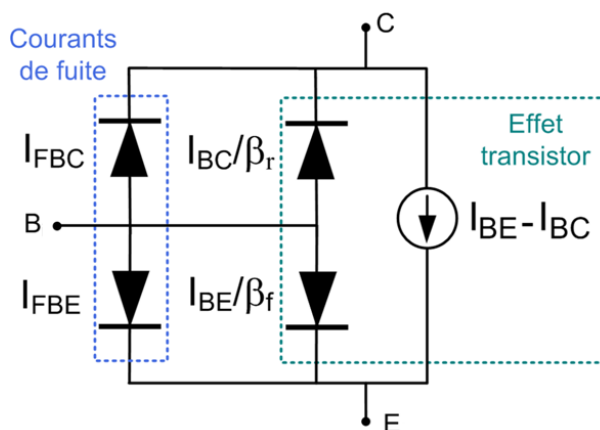 Courants
de fuite
C
Effet
transistor
I_FBC
I_BC/β_r
B
I_BE-I_BC
I_FBE
I_BE/β_f
E